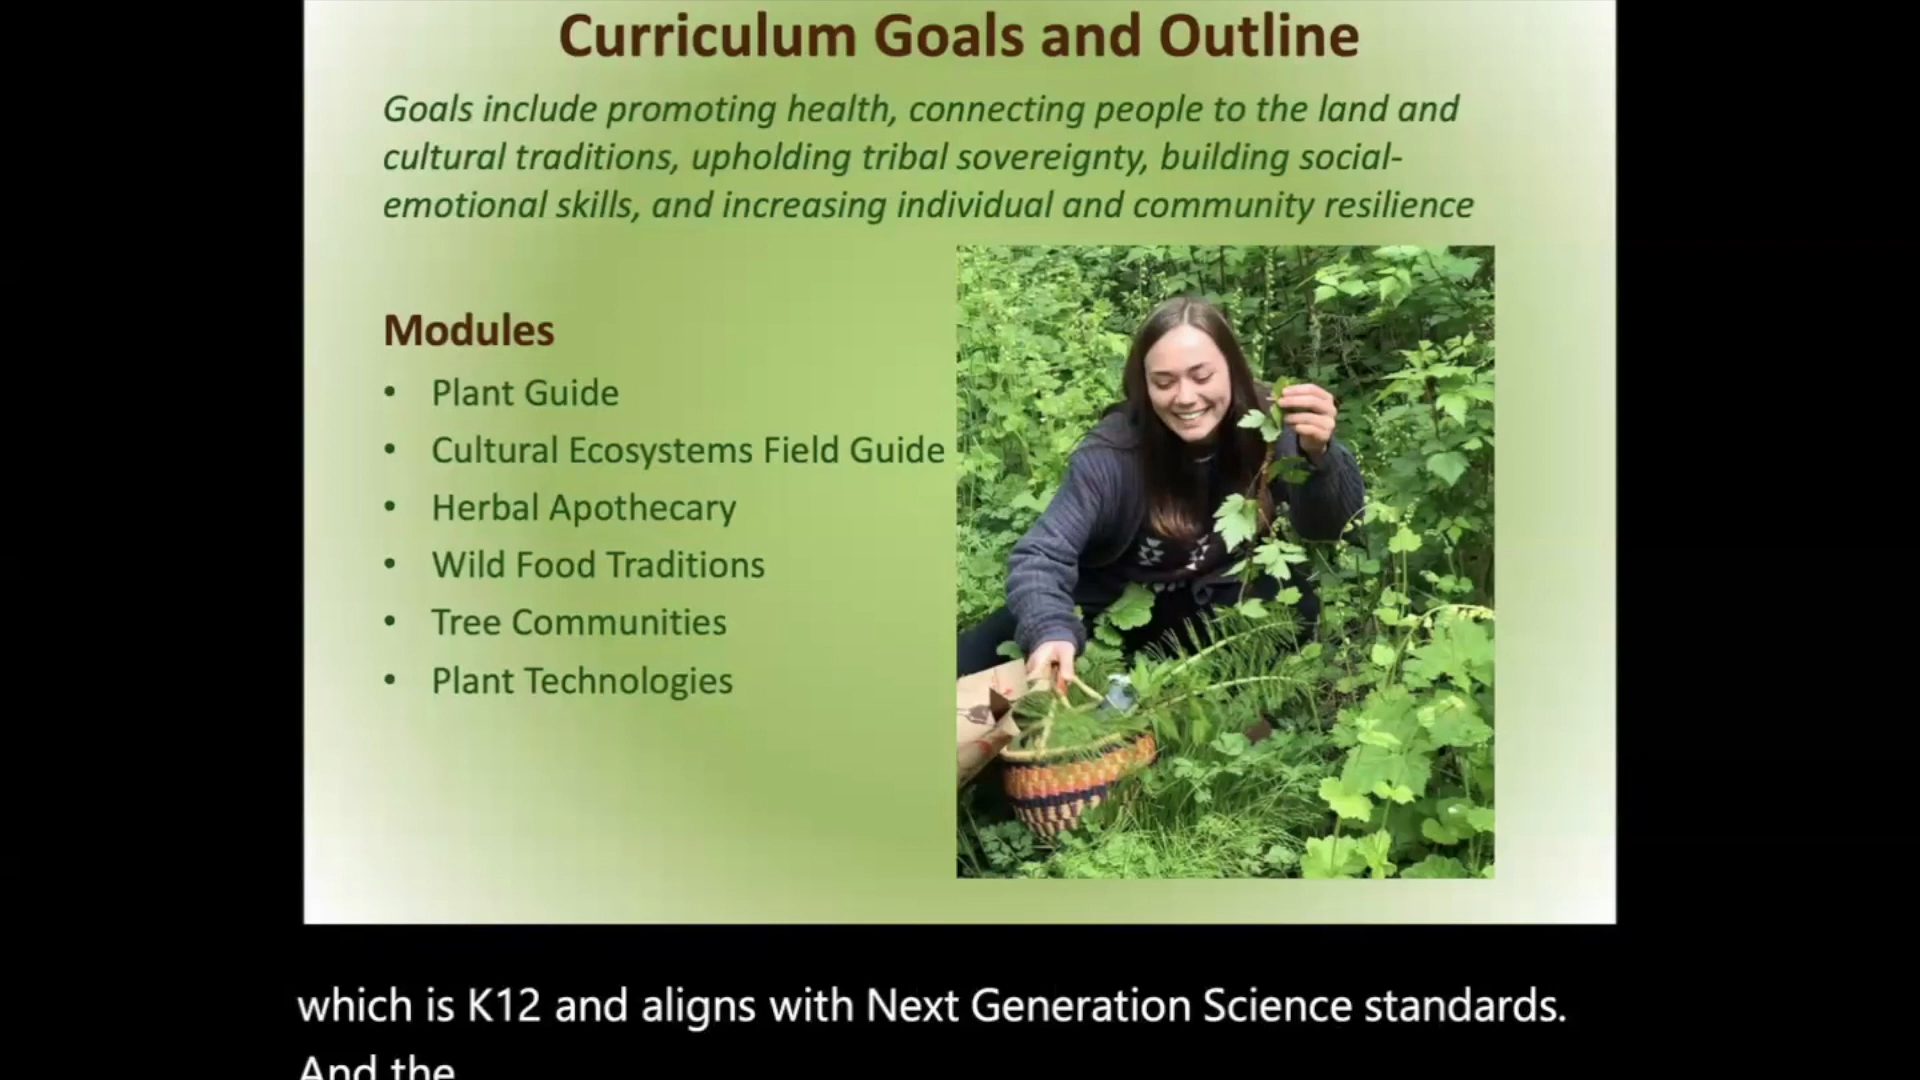 Curriculum Goals and Outline
Goals include promoting health, connecting people to the land and
cultural traditions, upholding tribal sovereignty, building social-
emotional skills, and increasing individual and community resilience
Modules
• Plant Guide
• Cultural Ecosystems Field Guide
• Herbal Apothecary
• Wild Food Traditions
• Tree Communities
• Plant Technologies
which is K12 and aligns with Next Generation Science standards.
And the